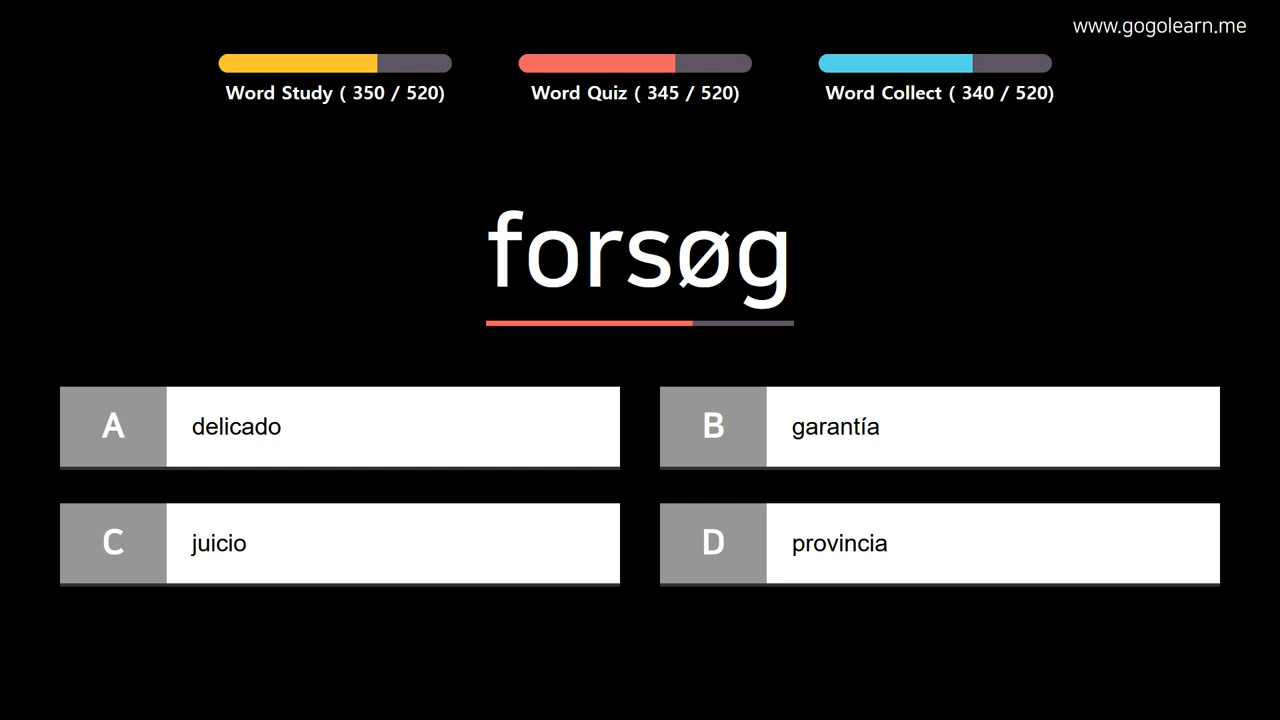 www.gogolearn.me
Word Study ( 350 / 520)
Word Quiz ( 345 / 520)
Word Collect ( 340 / 520)
forsøg
A delicado
B garantía
C juicio
D provincia